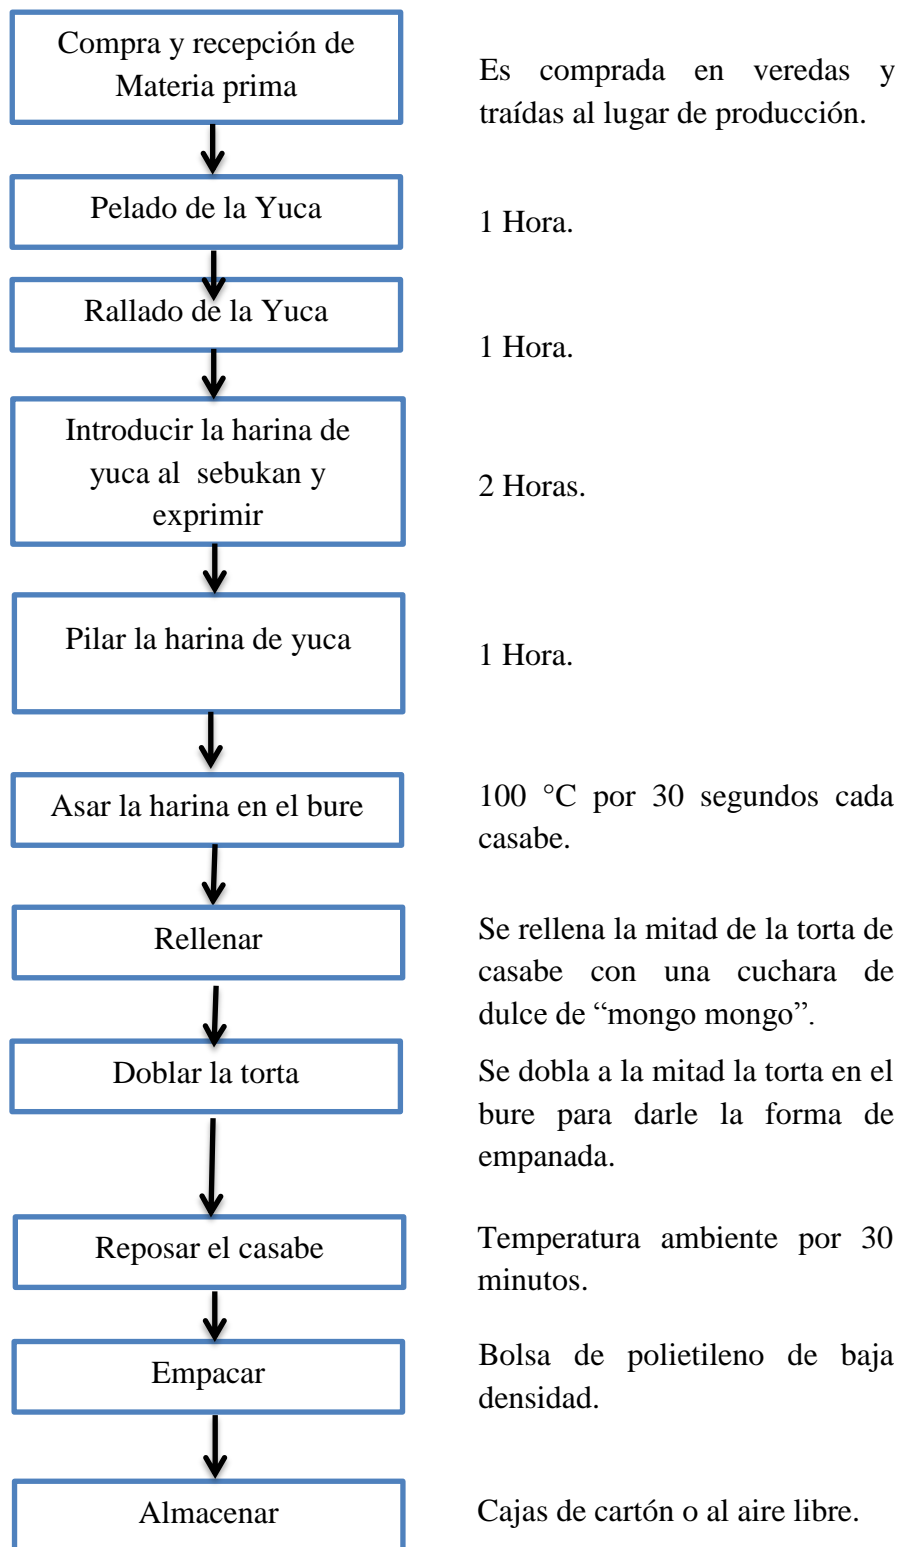 Compra y recepción de
Materia prima
Es comprada en veredas y
traídas al lugar de producción.
Pelado de la Yuca
1 Hora.
Rallado de la Yuca
1 Hora.
Introducir la harina de
yuca al sebukan y
exprimir
2 Horas.
Pilar la harina de yuca
1 Hora.
Asar la harina en el bure
100 °C por 30 segundos cada
casabe.
Rellenar
Se rellena la mitad de la torta de
casabe con una cuchara de
dulce de “mongo mongo”.
Doblar la torta
Se dobla a la mitad la torta en el
bure para darle la forma de
empanada.
Reposar el casabe
Temperatura ambiente por 30
minutos.
Empacar
Bolsa de polietileno de baja
densidad.
Almacenar
Cajas de cartón o al aire libre.